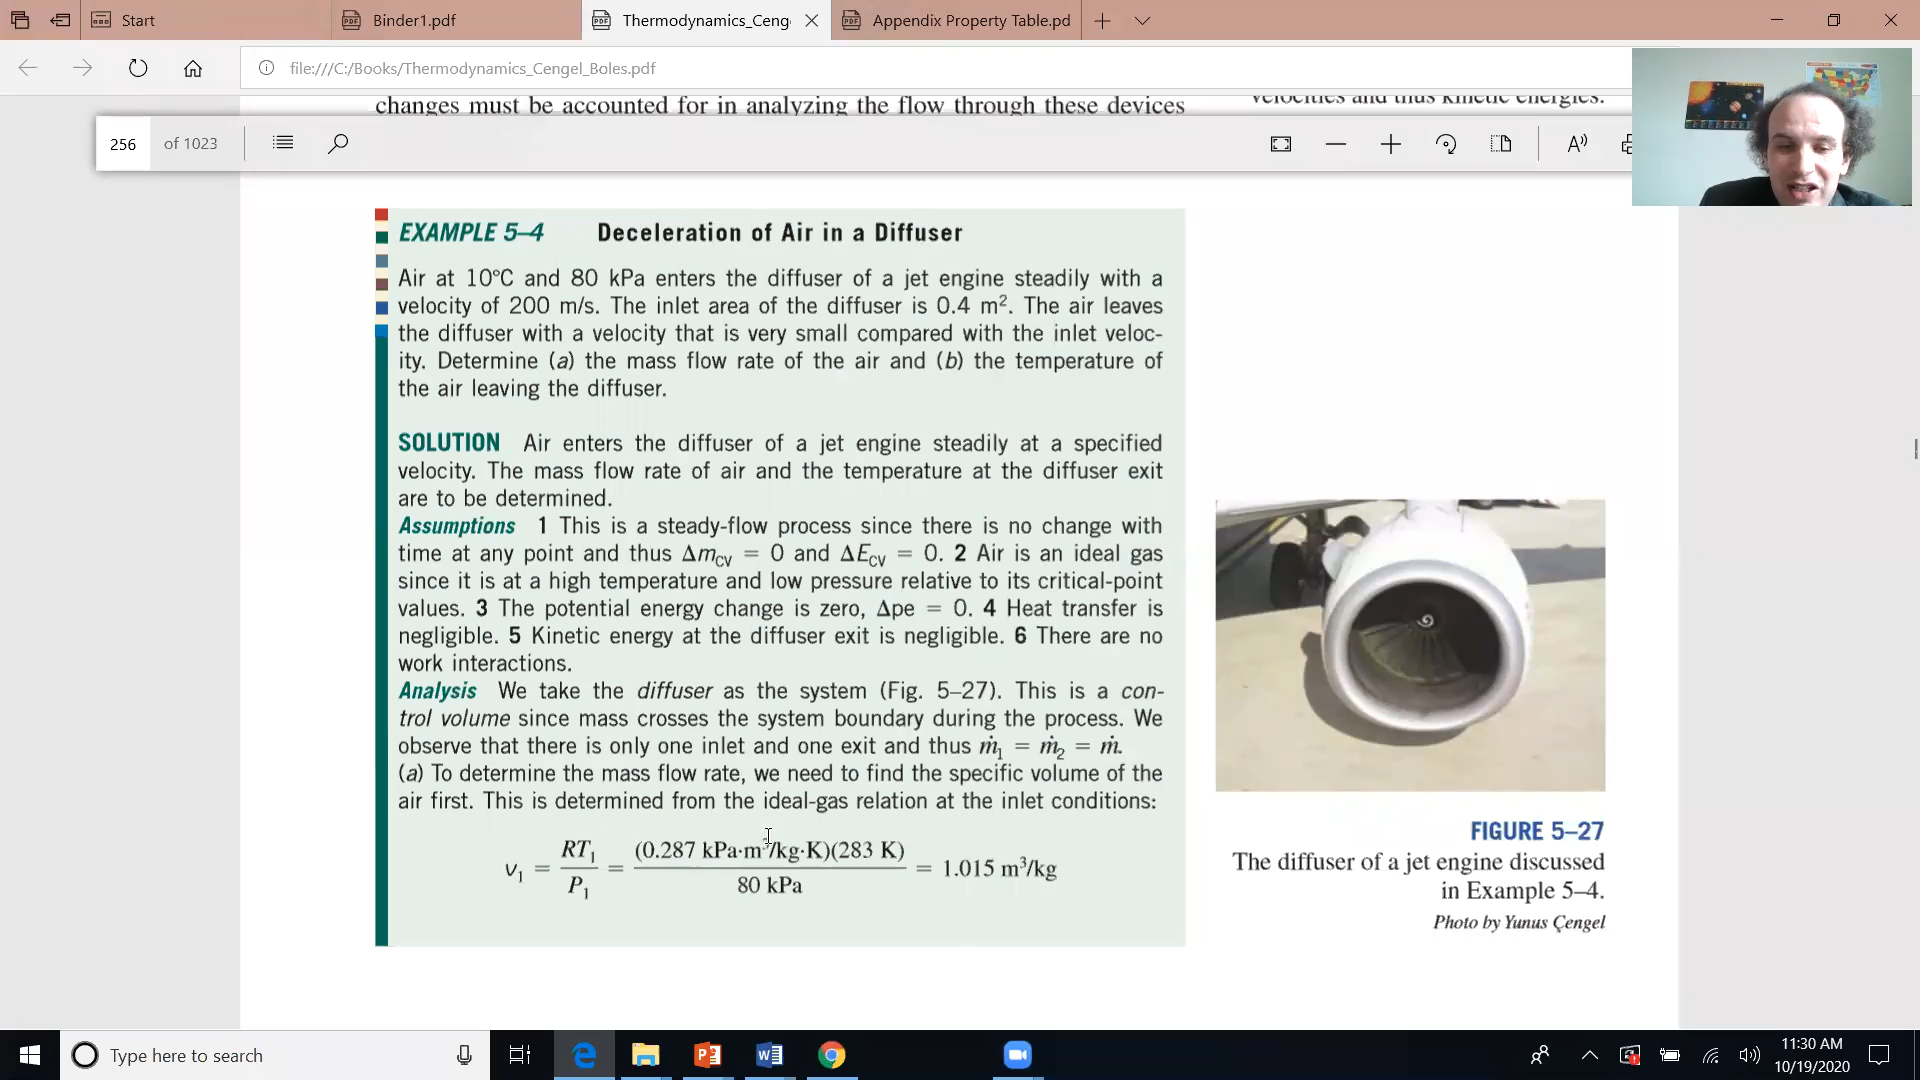 Start
Binder1.pdf
Thermodynamics_Ceng
Appendix Property Table.pd
file:///C:/Books/Thermodynamics_Cengel_Boles.pdf
changes must be accounted for in analyzing the flow through these devices
velocities and thus kinetic energies.
256 of 1023
EXAMPLE 5–4 Deceleration of Air in a Diffuser
Air at 10°C and 80 kPa enters the diffuser of a jet engine steadily with a
velocity of 200 m/s. The inlet area of the diffuser is 0.4 m². The air leaves
the diffuser with a velocity that is very small compared with the inlet veloc-
ity. Determine (a) the mass flow rate of the air and (b) the temperature of
the air leaving the diffuser.
SOLUTION Air enters the diffuser of a jet engine steadily at a specified
velocity. The mass flow rate of air and the temperature at the diffuser exit
are to be determined.
Assumptions 1 This is a steady-flow process since there is no change with
time at any point and thus Δm_CV = 0 and ΔE_CV = 0. 2 Air is an ideal gas
since it is at a high temperature and low pressure relative to its critical-point
values. 3 The potential energy change is zero, Δpe = 0. 4 Heat transfer is
negligible. 5 Kinetic energy at the diffuser exit is negligible. 6 There are no
work interactions.
Analysis We take the diffuser as the system (Fig. 5–27). This is a con-
trol volume since mass crosses the system boundary during the process. We
observe that there is only one inlet and one exit and thus ṁ₁ = ṁ₂ = ṁ.
(a) To determine the mass flow rate, we need to find the specific volume of the
air first. This is determined from the ideal-gas relation at the inlet conditions:
v₁ = RT₁/P₁ = (0.287 kPa·m³/kg·K)(283 K)/80 kPa = 1.015 m³/kg
FIGURE 5–27
The diffuser of a jet engine discussed
in Example 5–4.
Photo by Yunus Çengel
Type here to search
11:30 AM
10/19/2020